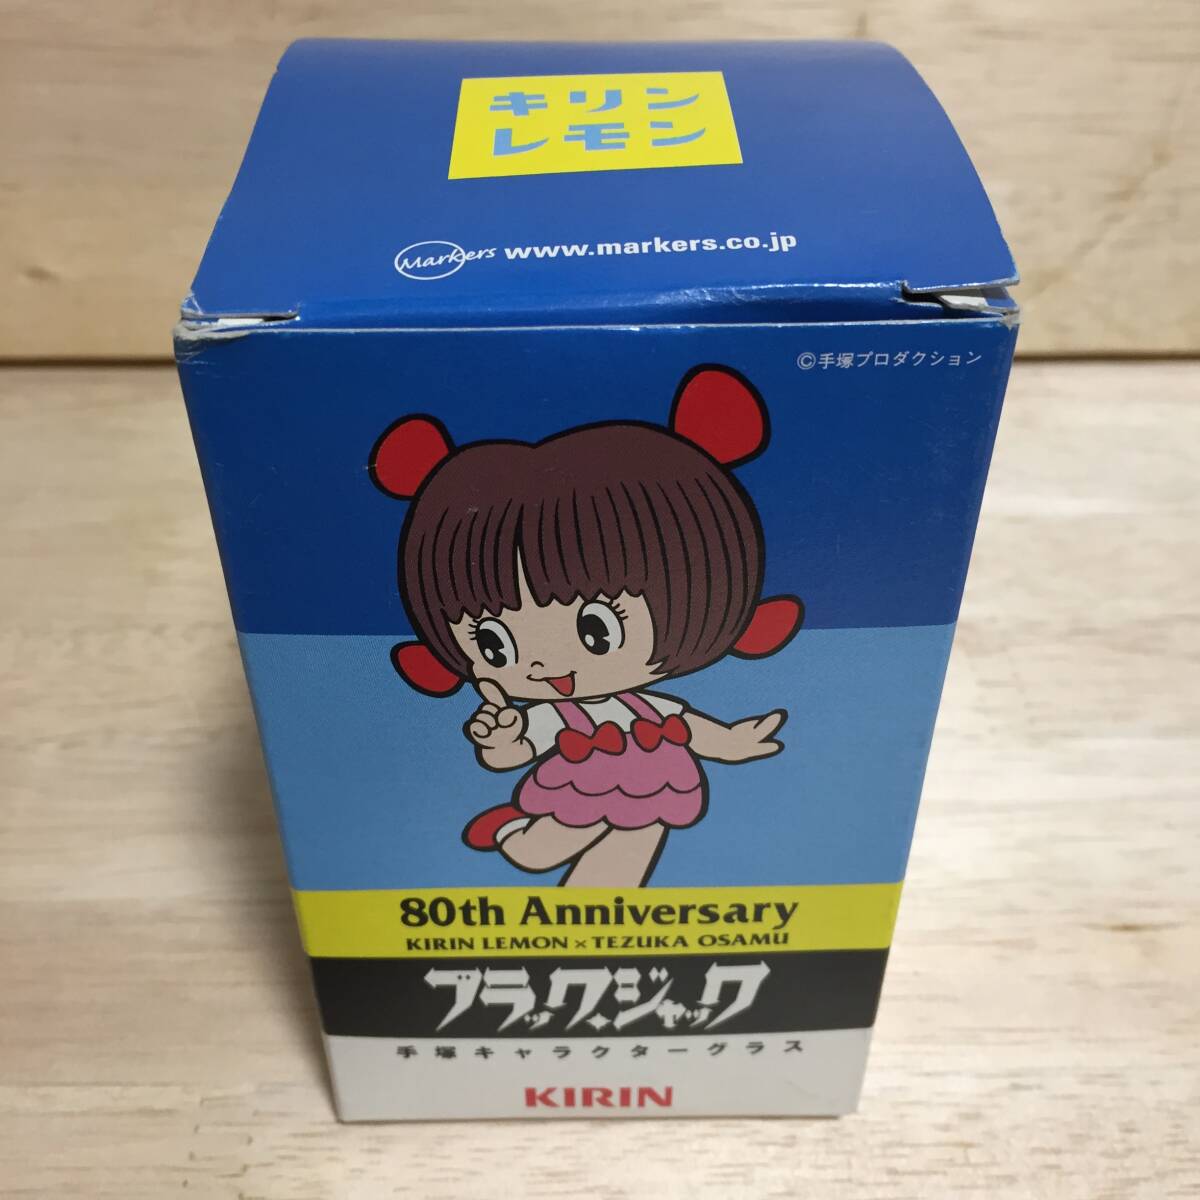 キリン
レモン
Markers www.markers.co.jp
©手塚プロダクション
80th Anniversary
KIRIN LEMON × TEZUKA OSAMU
ブラック・ジャック
手塚キャラクターグラス
KIRIN